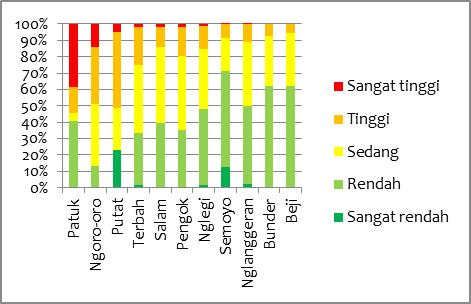 100%
90%
80%
70%
60%
50%
40%
30%
20%
10%
0%
Patuk
Ngoro-oro
Putat
Terbah
Salam
Pengok
Nglegi
Semoyo
Nglanggeran
Bunder
Beji
Sangat tinggi
Tinggi
Sedang
Rendah
Sangat rendah